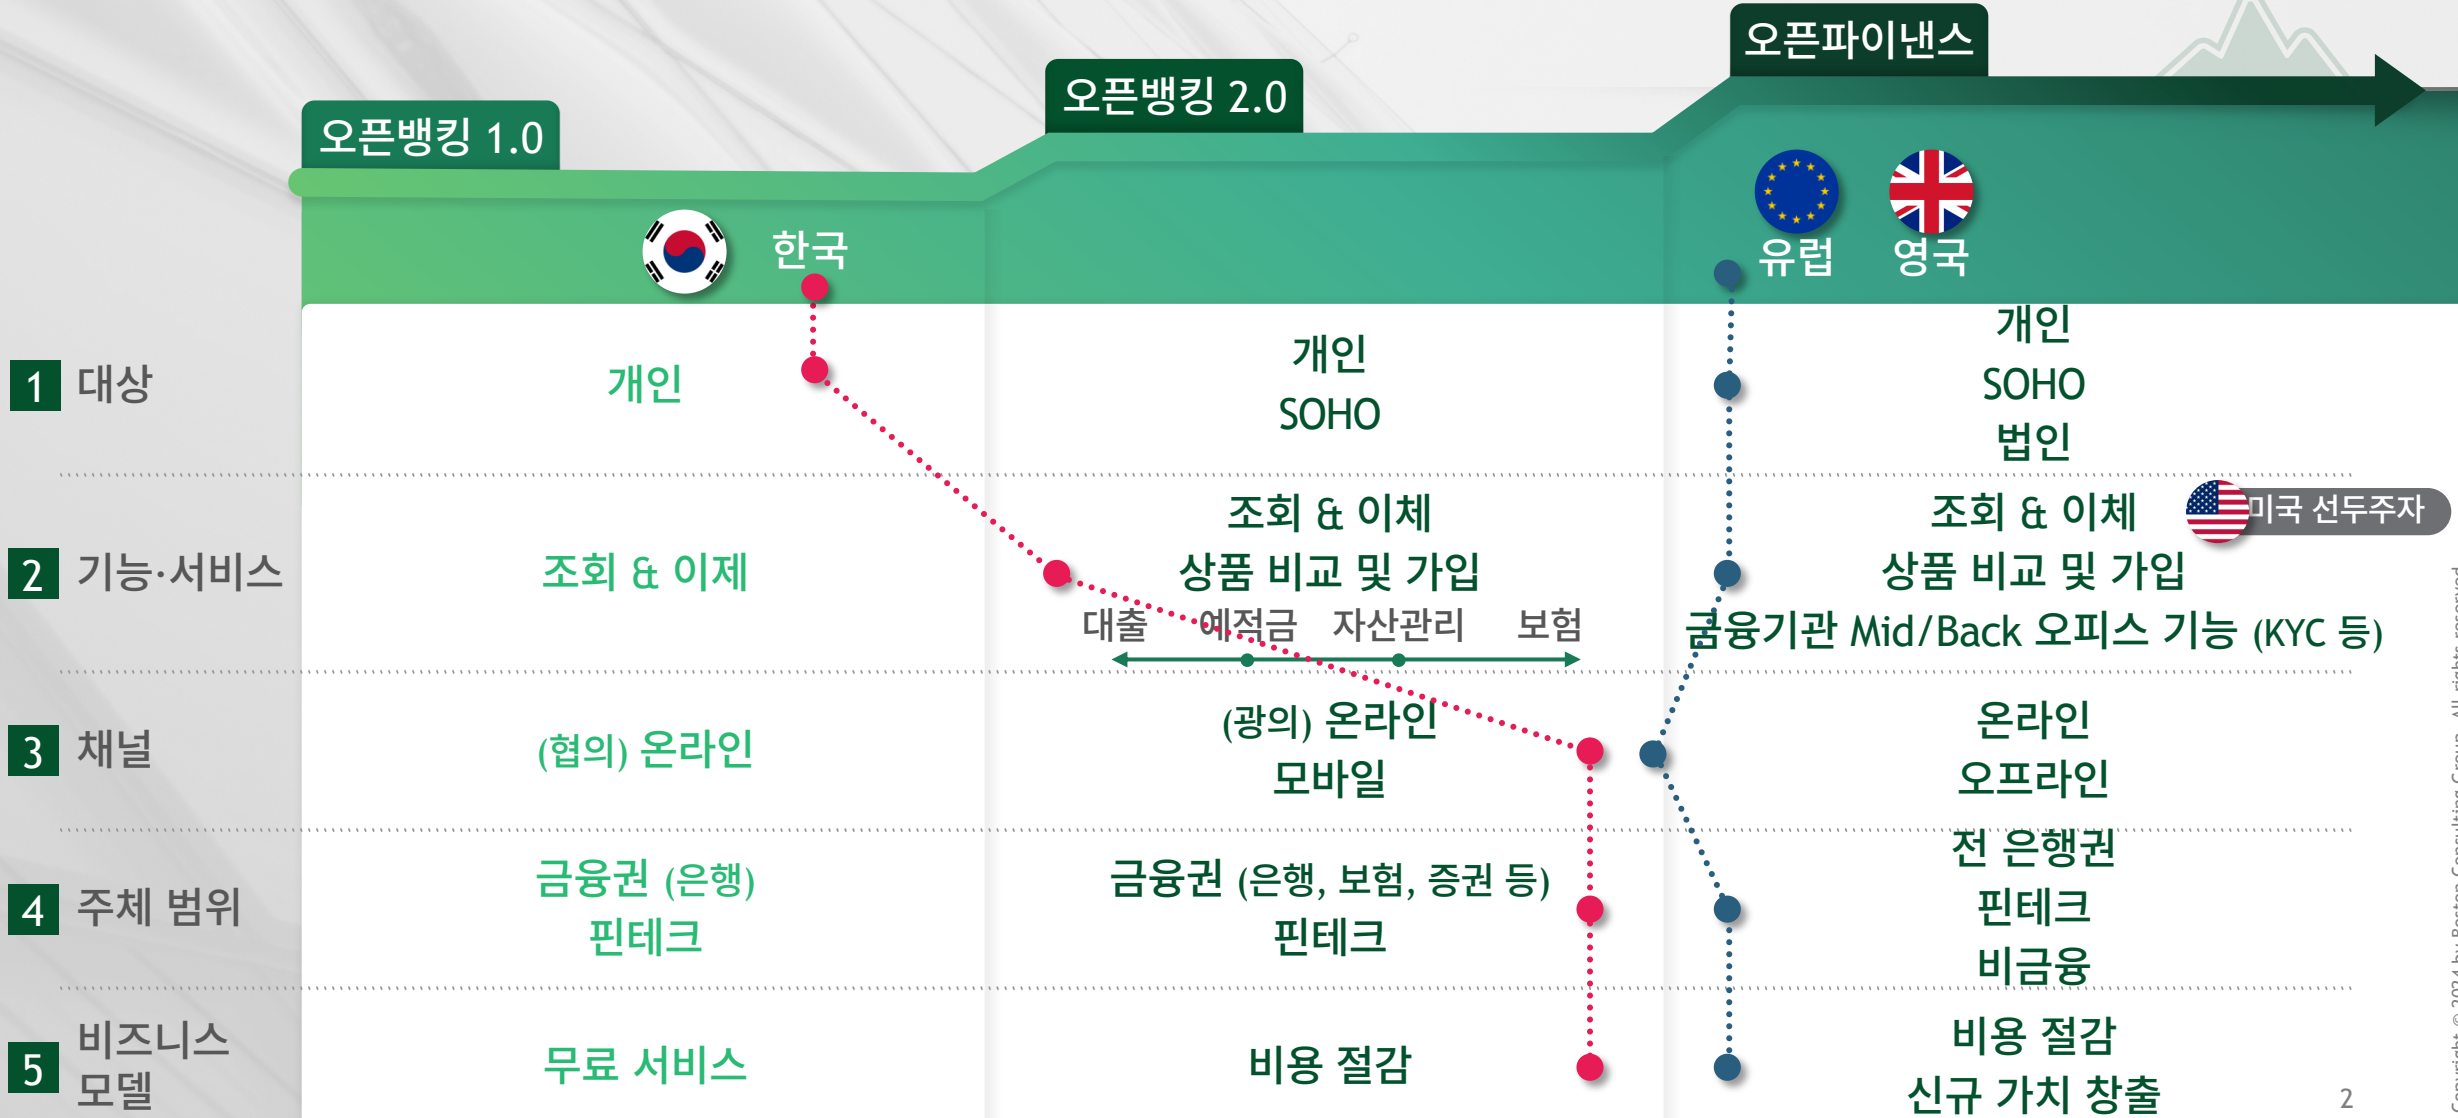 오픈파이낸스
오픈뱅킹 2.0
오픈뱅킹 1.0
한국
유럽
영국
1 대상
개인
개인
SOHO
개인
SOHO
법인
2 기능·서비스
조회 & 이제
조회 & 이체
상품 비교 및 가입
대출 예적금 자산관리 보험
조회 & 이체
미국 선두주자
상품 비교 및 가입
금융기관 Mid/Back 오피스 기능 (KYC 등)
3 채널
(협의) 온라인
(광의) 온라인
모바일
온라인
오프라인
4 주체 범위
금융권 (은행)
핀테크
금융권 (은행, 보험, 증권 등)
핀테크
전 은행권
핀테크
비금융
5 비즈니스
모델
무료 서비스
비용 절감
비용 절감
신규 가치 창출
2
Copyright © 2024 by Boston Consulting Group. All rights reserved.